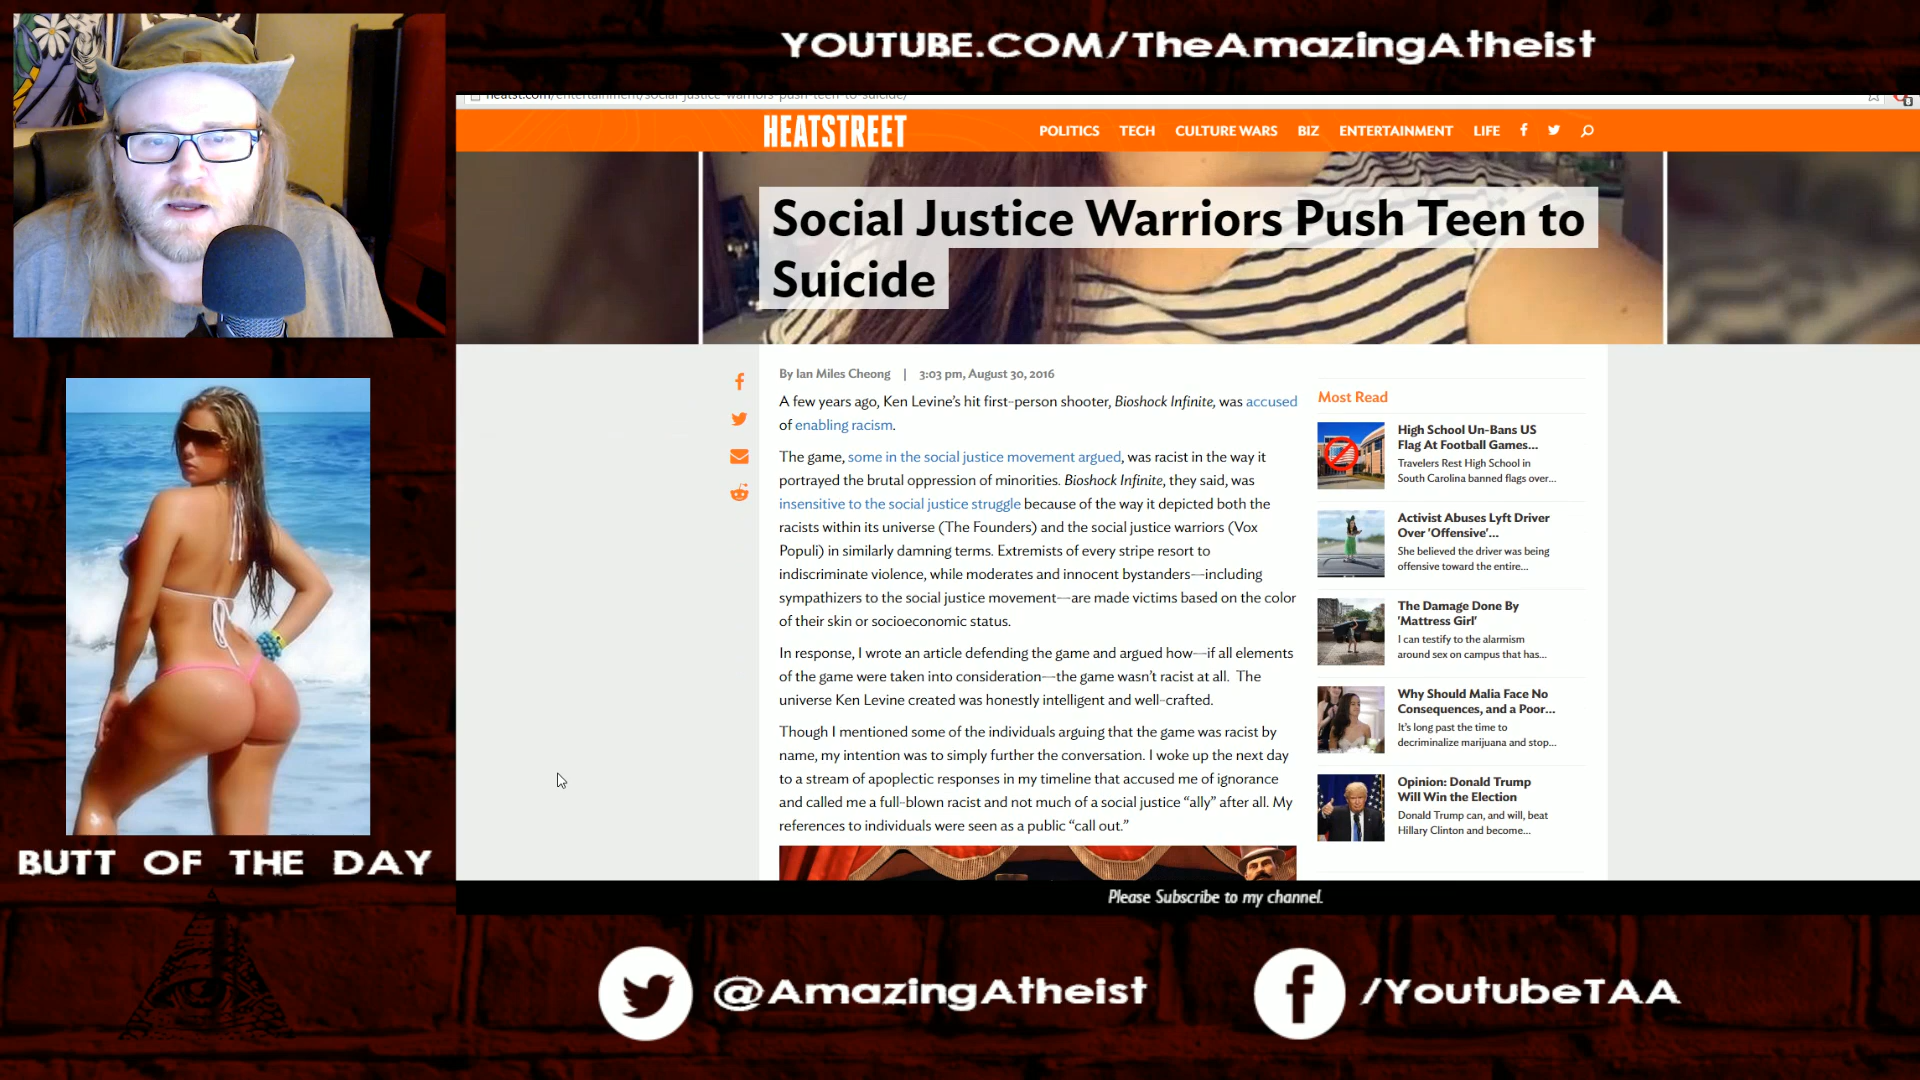 YOUTUBE.COM/TheAmazingAtheist
heatst.com/entertainment/social-justice-warriors-push-teen-to-suicide/
HEATSTREET
POLITICS TECH CULTURE WARS BIZ ENTERTAINMENT LIFE
Social Justice Warriors Push Teen to
Suicide
By Ian Miles Cheong | 3:03 pm, August 30, 2016
A few years ago, Ken Levine's hit first-person shooter, Bioshock Infinite, was accused
of enabling racism.
The game, some in the social justice movement argued, was racist in the way it
portrayed the brutal oppression of minorities. Bioshock Infinite, they said, was
insensitive to the social justice struggle because of the way it depicted both the
racists within its universe (The Founders) and the social justice warriors (Vox
Populi) in similarly damning terms. Extremists of every stripe resort to
indiscriminate violence, while moderates and innocent bystanders—including
sympathizers to the social justice movement—are made victims based on the color
of their skin or socioeconomic status.
In response, I wrote an article defending the game and argued how—if all elements
of the game were taken into consideration—the game wasn't racist at all. The
universe Ken Levine created was honestly intelligent and well-crafted.
Though I mentioned some of the individuals arguing that the game was racist by
name, my intention was to simply further the conversation. I woke up the next day
to a stream of apoplectic responses in my timeline that accused me of ignorance
and called me a full-blown racist and not much of a social justice “ally” after all. My
references to individuals were seen as a public “call out.”
Most Read
High School Un-Bans US
Flag At Football Games...
Travelers Rest High School in
South Carolina banned flags over...
Activist Abuses Lyft Driver
Over 'Offensive'...
She believed the driver was being
offensive toward the entire...
The Damage Done By
'Mattress Girl'
I can testify to the alarmism
around sex on campus that has...
Why Should Malia Face No
Consequences, and a Poor...
It's long past the time to
decriminalize marijuana and stop...
Opinion: Donald Trump
Will Win the Election
Donald Trump can, and will, beat
Hillary Clinton and become...
BUTT OF THE DAY
Please Subscribe to my channel.
@AmazingAtheist
/YoutubeTAA